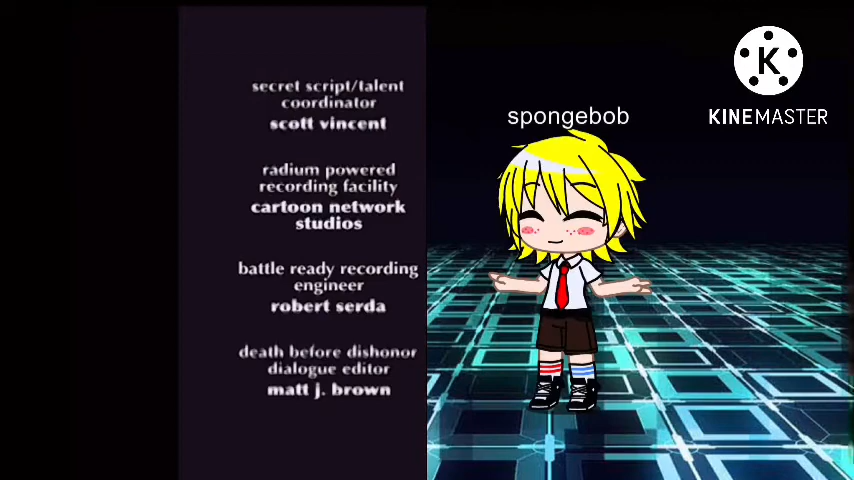 secret script/talent
coordinator
scott vincent
radium powered
recording facility
cartoon network
studios
battle ready recording
engineer
robert serda
death before dishonor
dialogue editor
matt j. brown
spongebob
K
KINEMASTER